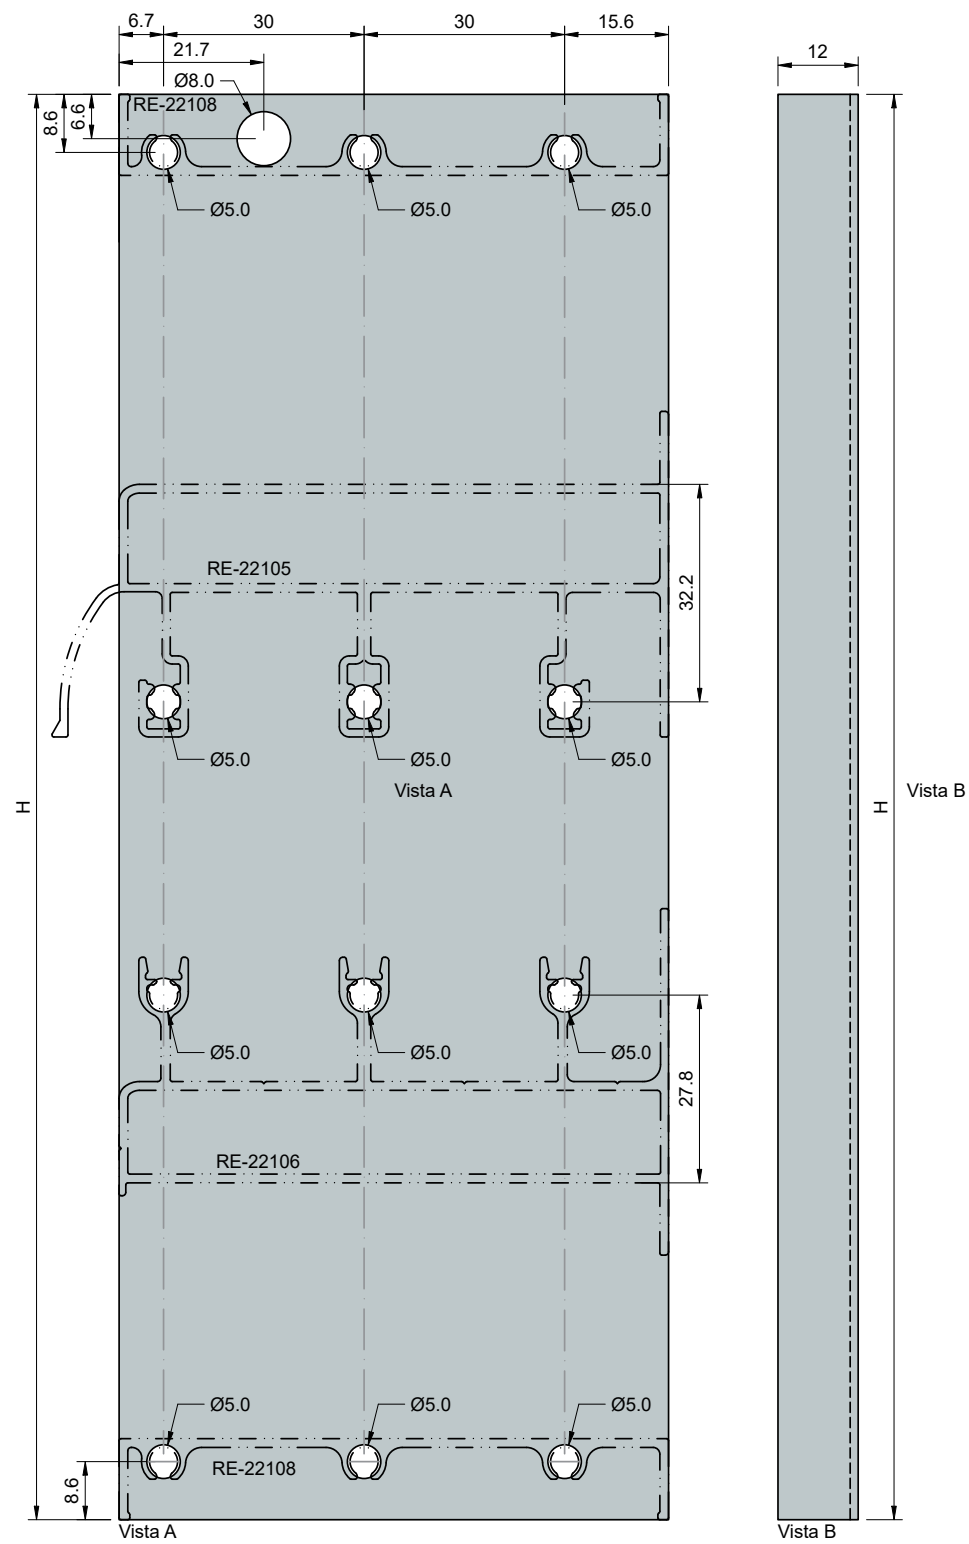 6.7 30 30 15.6
21.7 12
Ø8.0
RE-22108
8.6 6.6
Ø5.0 Ø5.0 Ø5.0
RE-22105
32.2
Ø5.0 Ø5.0 Ø5.0
Vista A Vista B
H H
Ø5.0 Ø5.0 Ø5.0
27.8
RE-22106
Ø5.0 Ø5.0 Ø5.0
RE-22108
8.6
Vista A Vista B